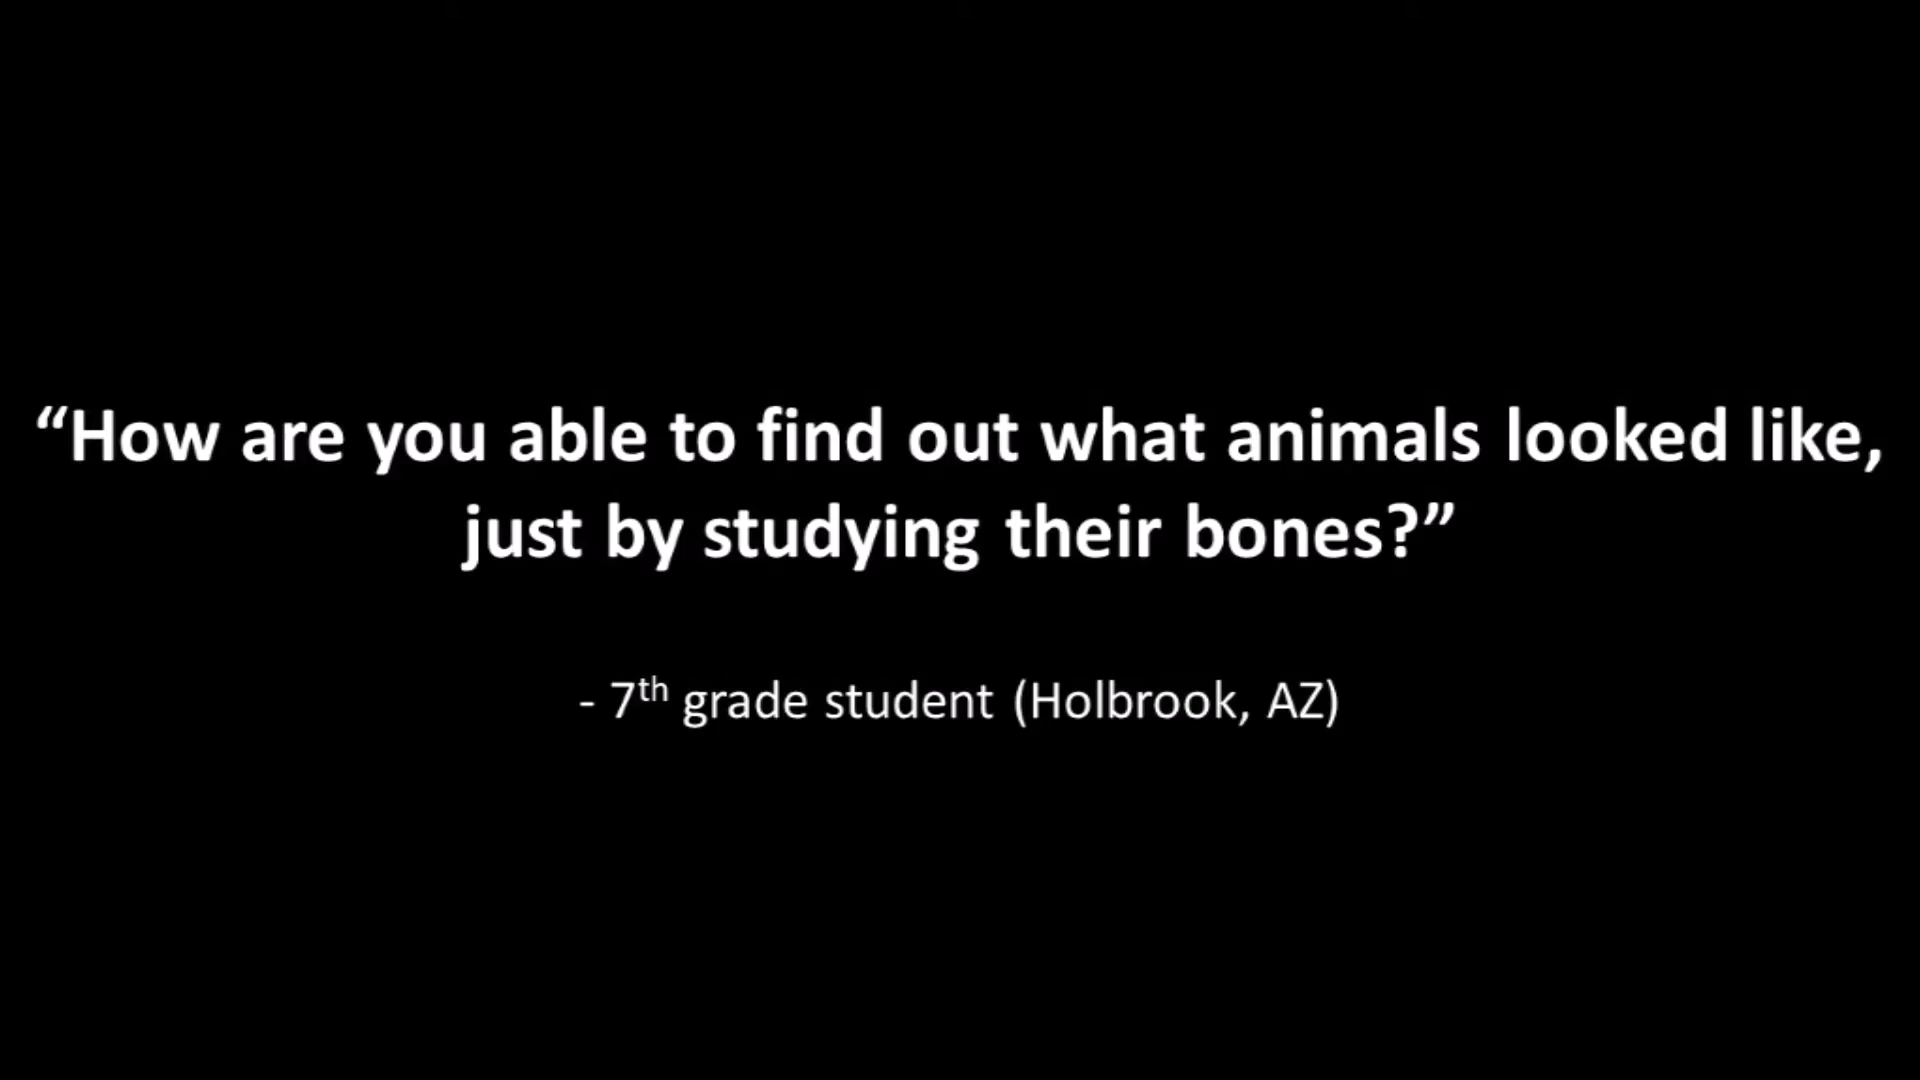 “How are you able to find out what animals looked like,
just by studying their bones?”
- 7th grade student (Holbrook, AZ)